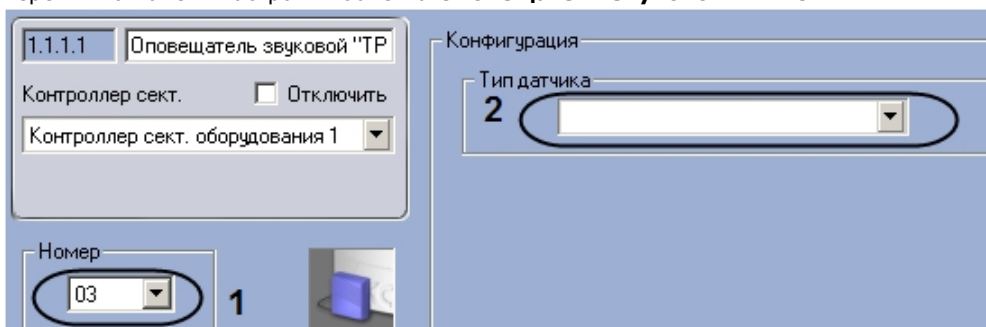 1.1.1.1 Оповещатель звуковой "ТР
Контроллер сект. Отключить
Контроллер сект. оборудования 1
Номер
03
1
Конфигурация
Тип датчика
2